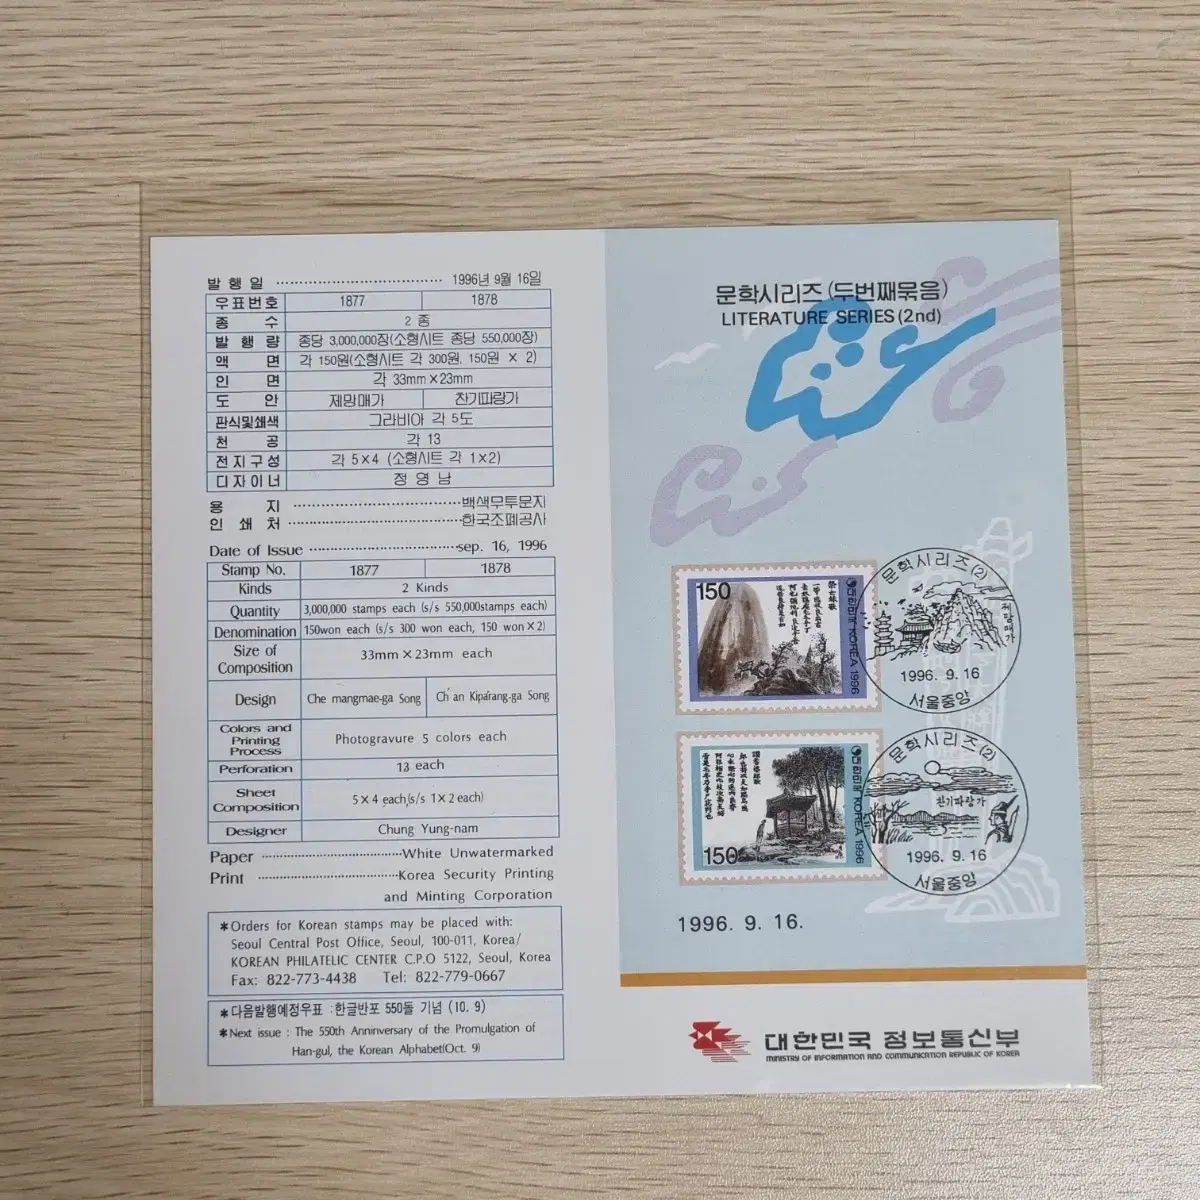 발 행 일 ································ 1996년 9월 16일
우표번호 1877 1878
종 수 2 종
발 행 량 종당 3,000,000장(소형시트 종당 550,000장)
액 면 각 150원(소형시트 각 300원, 150원 × 2)
인 면 각 33mm×23mm
도 안 제망매가 찬기파랑가
판식및쇄색 그라비아 각 5도
천 공 각 13
전지구성 각 5×4 (소형시트 각 1×2)
디자이너 정 영 남
용 지 ································백색무투문지
인 쇄 처 ································한국조폐공사
Date of Issue ································sep. 16, 1996
Stamp No. 1877 1878
Kinds 2 Kinds
Quantity 3,000,000 stamps each (s/s 550,000stamps each)
Denomination 150won each (s/s 300 won each, 150 won×2)
Size of
Composition 33mm×23mm each
Design Che mangmae-ga Song Ch'an Kip'arang-ga Song
Colors and
Printing
Process Photogravure 5 colors each
Perforation 13 each
Sheet
Composition 5×4 each(s/s 1×2 each)
Designer Chung Yung-nam
Paper ························White Unwatermarked
Print ························Korea Security Printing
and Minting Corporation
*Orders for Korean stamps may be placed with:
Seoul Central Post Office, Seoul, 100-011, Korea/
KOREAN PHILATELIC CENTER C.P.O 5122, Seoul, Korea
Fax: 822-773-4438 Tel: 822-779-0667
*다음발행예정우표 :한글반포 550돌 기념 (10. 9)
*Next issue : The 550th Anninversary of the Promulgation of
Han-gul, the Korean Alphabet(Oct. 9)
문학시리즈(두번째묶음)
LITERATURE SERIES(2nd)
150
대한민국 KOREA 1996
문학시리즈(2)
제망매가
1996. 9. 16
서울중앙
150
대한민국 KOREA 1996
문학시리즈(2)
찬기파랑가
1996. 9. 16
서울중앙
1996. 9. 16.
대한민국 정보통신부
MINISTRY OF INFORMATION AND COMMUNICATION REPUBLIC OF KOREA